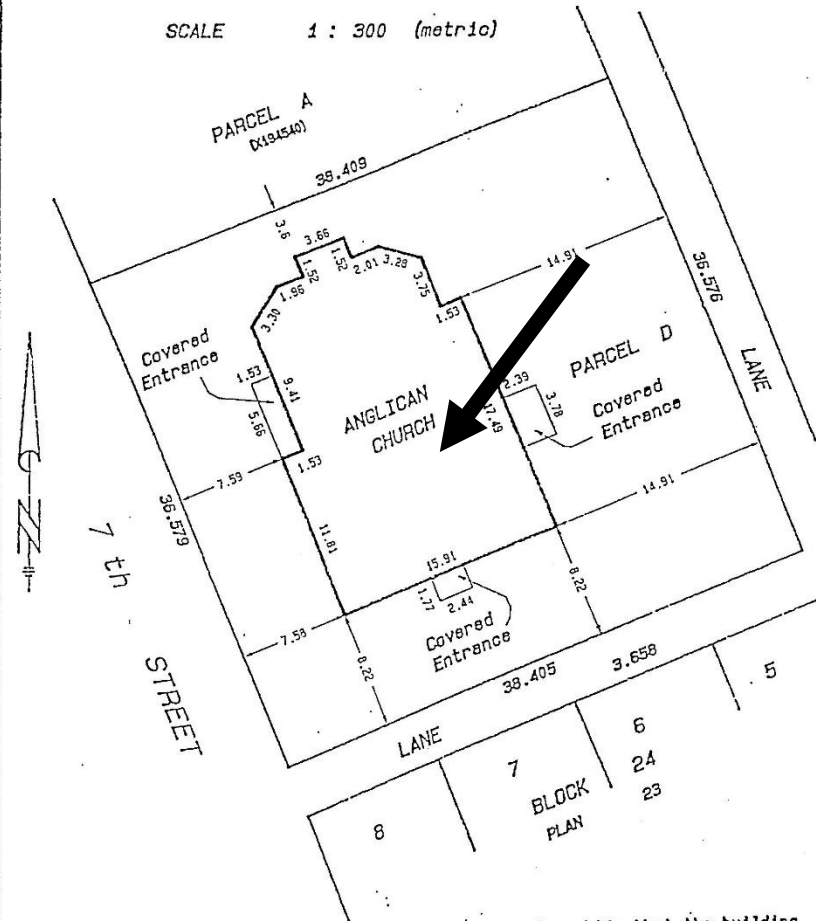 SCALE 1 : 300 (metric)
PARCEL A
(X194540)
38.409
3.6
3.66
1.52
1.52
2.01
3.28
3.75
1.53
1.96
3.30
14.91
36.576
LANE
Covered
Entrance
1.53
9.41
5.66
1.53
7.59
ANGLICAN
CHURCH
17.49
PARCEL D
2.39
3.78
Covered
Entrance
14.91
N
36.579
7 th STREET
11.81
15.91
1.77
2.44
Covered
Entrance
7.58
8.22
8.22
38.405
3.658
LANE
8
7
6
5
BLOCK 24
PLAN 23
the building